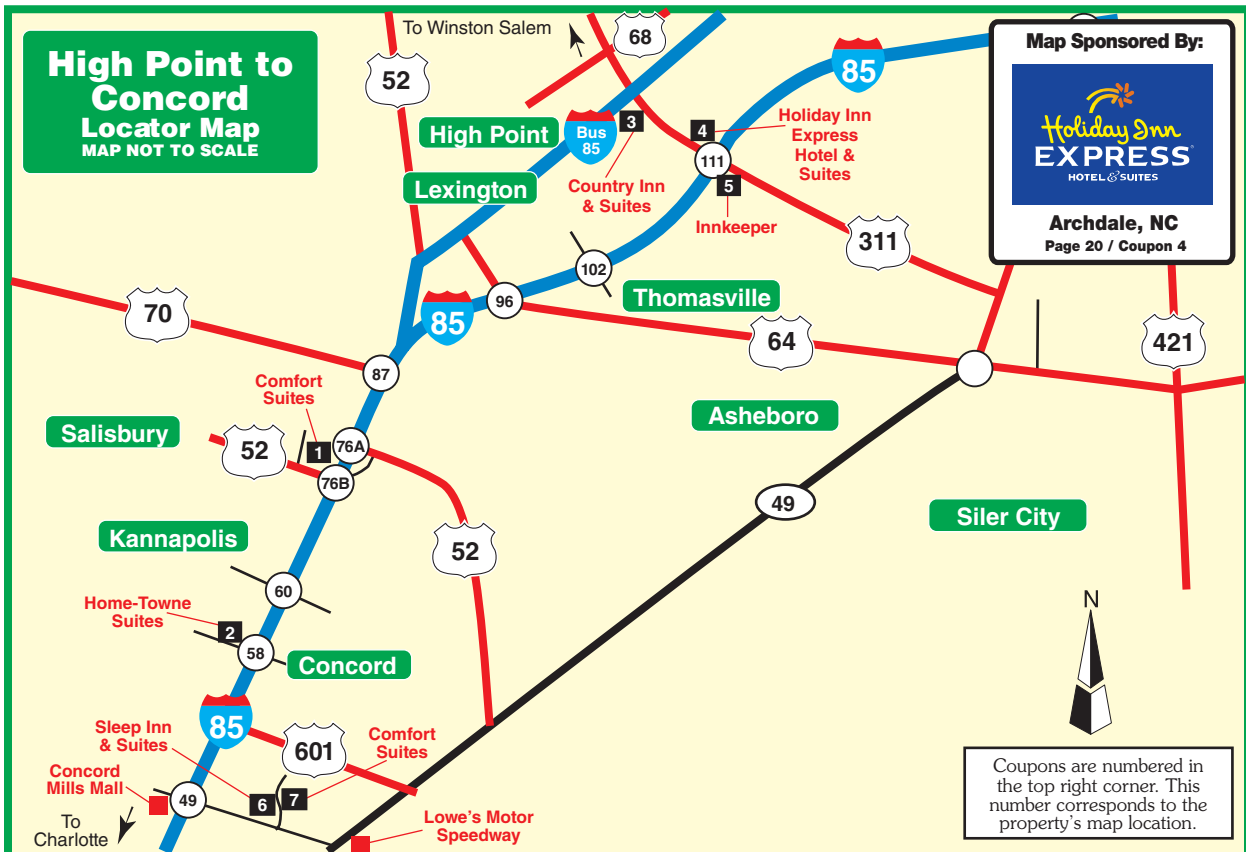 High Point to
Concord
Locator Map
MAP NOT TO SCALE
To Winston Salem
68
52
85
Map Sponsored By:
Holiday Inn
EXPRESS
HOTEL & SUITES
Archdale, NC
Page 20 / Coupon 4
High Point
Bus
85
3
4
Holiday Inn
Express
Hotel &
Suites
111
5
Innkeeper
Country Inn
& Suites
Lexington
311
102
96
Thomasville
70
85
64
421
87
Comfort
Suites
Asheboro
Salisbury
52
1
76A
76B
49
Siler City
Kannapolis
52
60
Home-Towne
Suites
2
58
Concord
N
85
Sleep Inn
& Suites
601
Comfort
Suites
Concord
Mills Mall
49
6
7
To
Charlotte
Lowe's Motor
Speedway
Coupons are numbered in
the top right corner. This
number corresponds to the
property's map location.